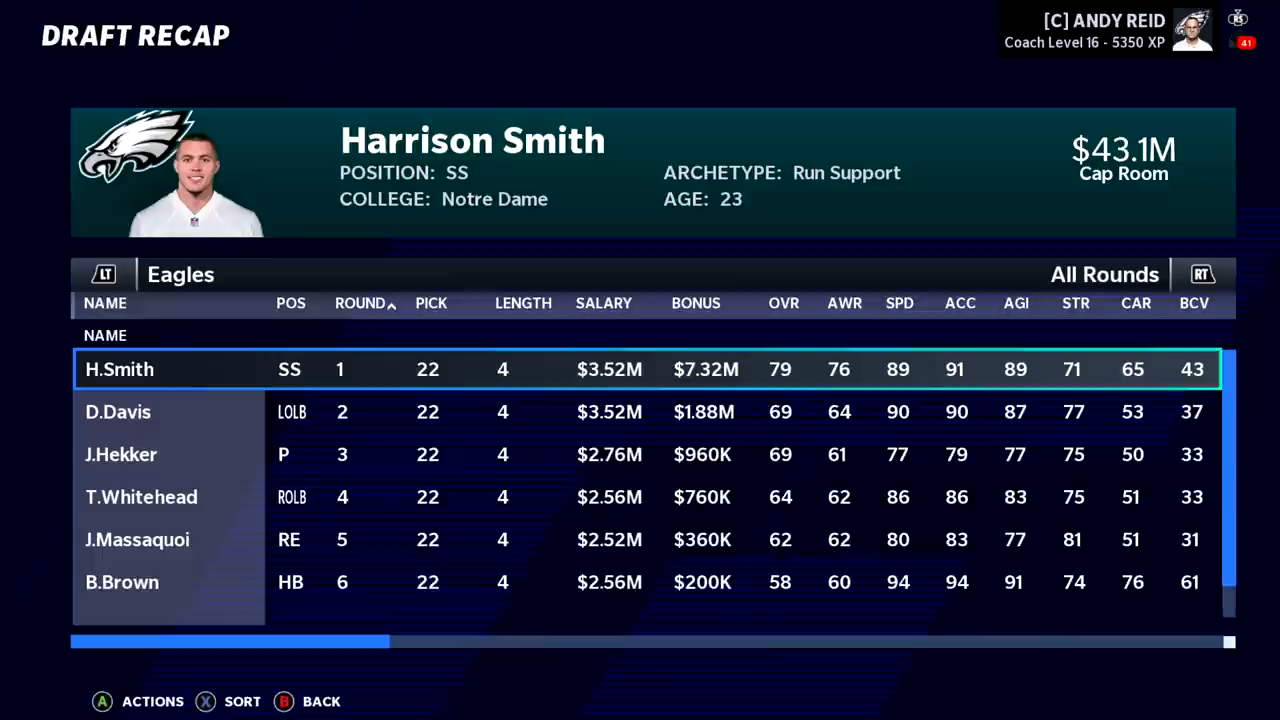 DRAFT RECAP
[C] ANDY REID
Coach Level 16 - 5350 XP
41
Harrison Smith
POSITION: SS
COLLEGE: Notre Dame
ARCHETYPE: Run Support
AGE: 23
$43.1M
Cap Room
LT Eagles All Rounds RT
NAME POS ROUND PICK LENGTH SALARY BONUS OVR AWR SPD ACC AGI STR CAR BCV
NAME
H.Smith SS 1 22 4 $3.52M $7.32M 79 76 89 91 89 71 65 43
D.Davis LOLB 2 22 4 $3.52M $1.88M 69 64 90 90 87 77 53 37
J.Hekker P 3 22 4 $2.76M $960K 69 61 77 79 77 75 50 33
T.Whitehead ROLB 4 22 4 $2.56M $760K 64 62 86 86 83 75 51 33
J.Massaquoi RE 5 22 4 $2.52M $360K 62 62 80 83 77 81 51 31
B.Brown HB 6 22 4 $2.56M $200K 58 60 94 94 91 74 76 61
A ACTIONS X SORT B BACK